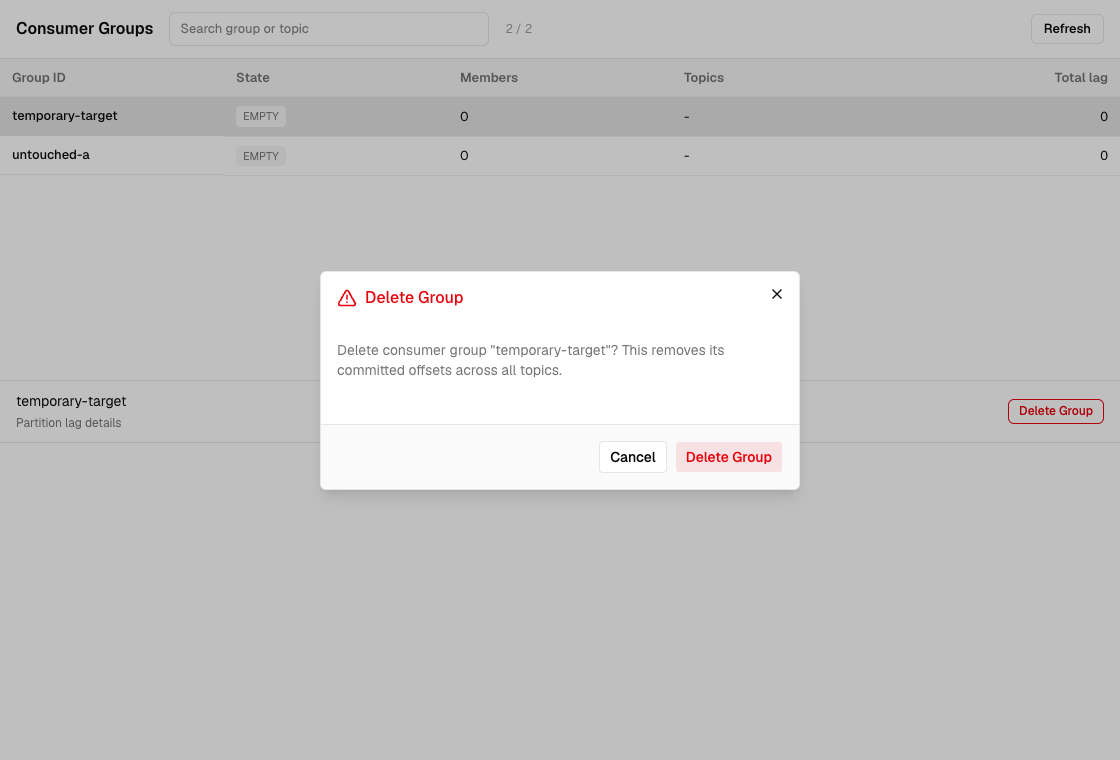 Consumer Groups
Search group or topic
2 / 2
Refresh
Group ID State Members Topics Total lag
temporary-target EMPTY 0 - 0
untouched-a EMPTY 0 - 0
Delete Group
Delete consumer group "temporary-target"? This removes its
committed offsets across all topics.
Cancel Delete Group
temporary-target
Partition lag details
Delete Group